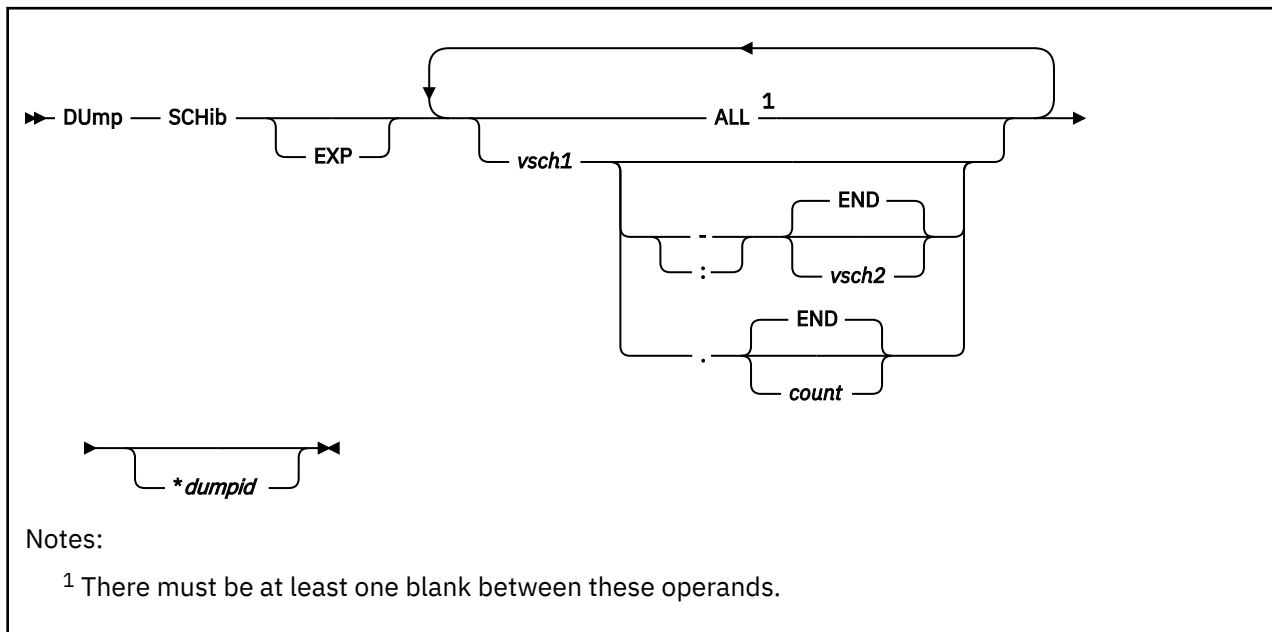 DUmp SCHib EXP ALL 1
vsch1
END
-
:
vsch2
END
.
count
*dumpid
Notes:
1 There must be at least one blank between these operands.